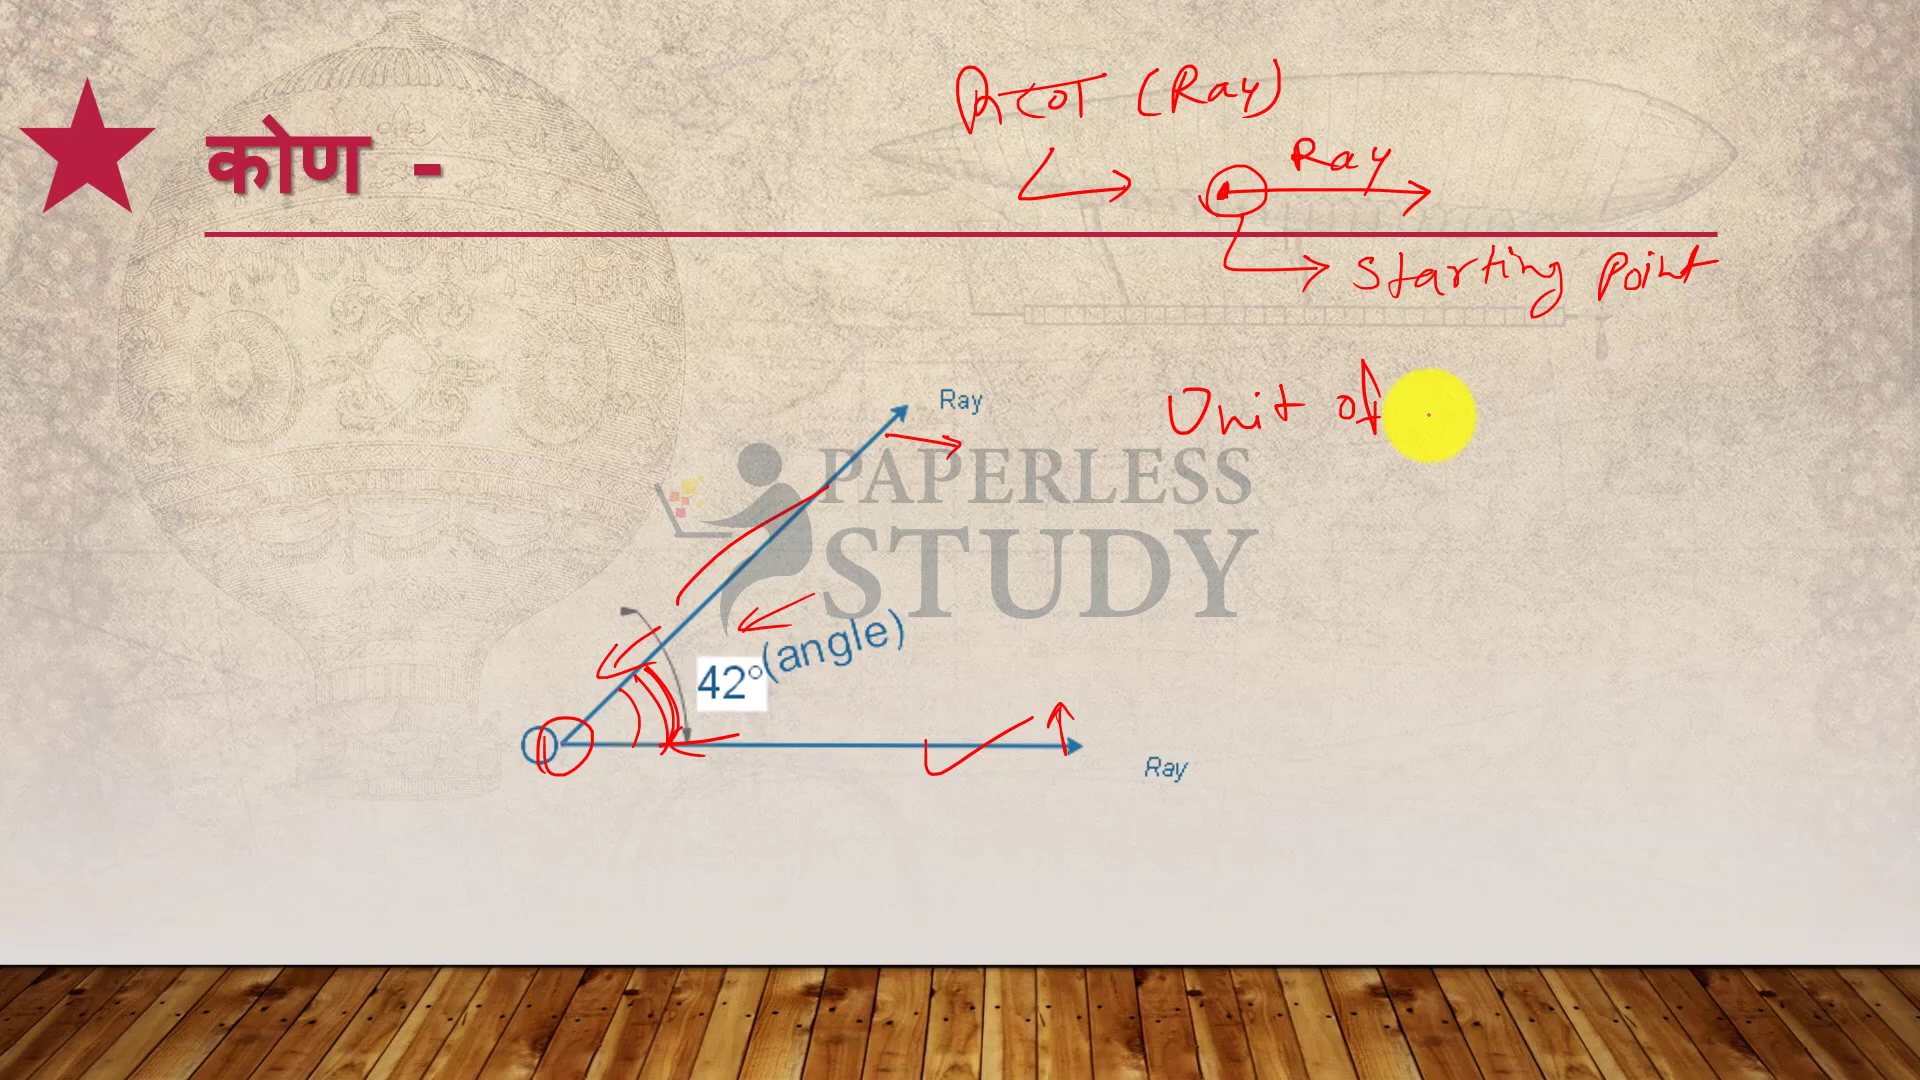 किरण (Ray)
कोण -
Ray
Starting Point
Ray
Unit of
PAPERLESS
STUDY
42°(angle)
Ray